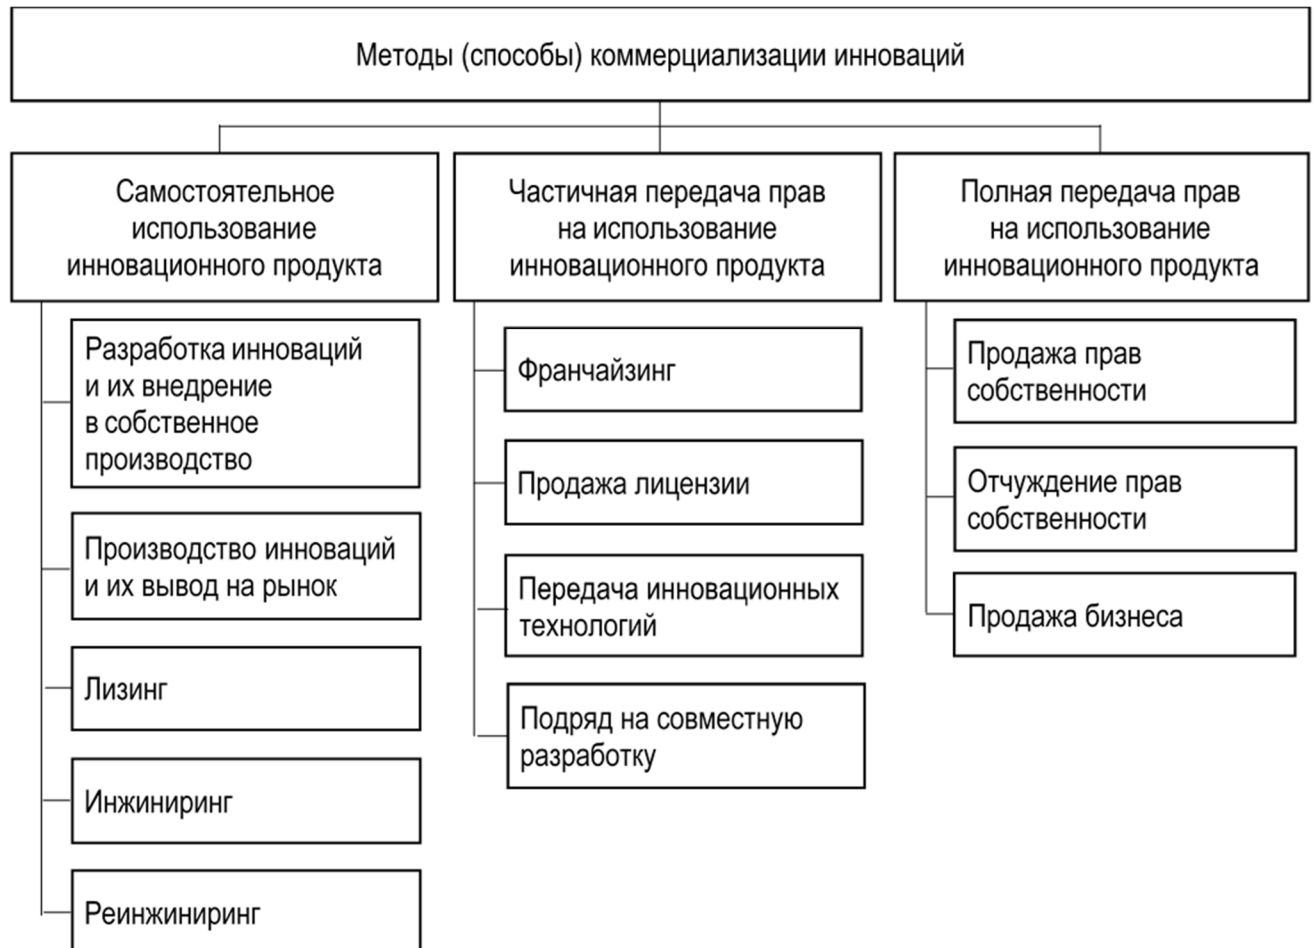 Методы (способы) коммерциализации инноваций
Самостоятельное
использование
инновационного продукта
Разработка инноваций
и их внедрение
в собственное
производство
Производство инноваций
и их вывод на рынок
Лизинг
Инжиниринг
Реинжиниринг
Частичная передача прав
на использование
инновационного продукта
Франчайзинг
Продажа лицензии
Передача инновационных
технологий
Подряд на совместную
разработку
Полная передача прав
на использование
инновационного продукта
Продажа прав
собственности
Отчуждение прав
собственности
Продажа бизнеса